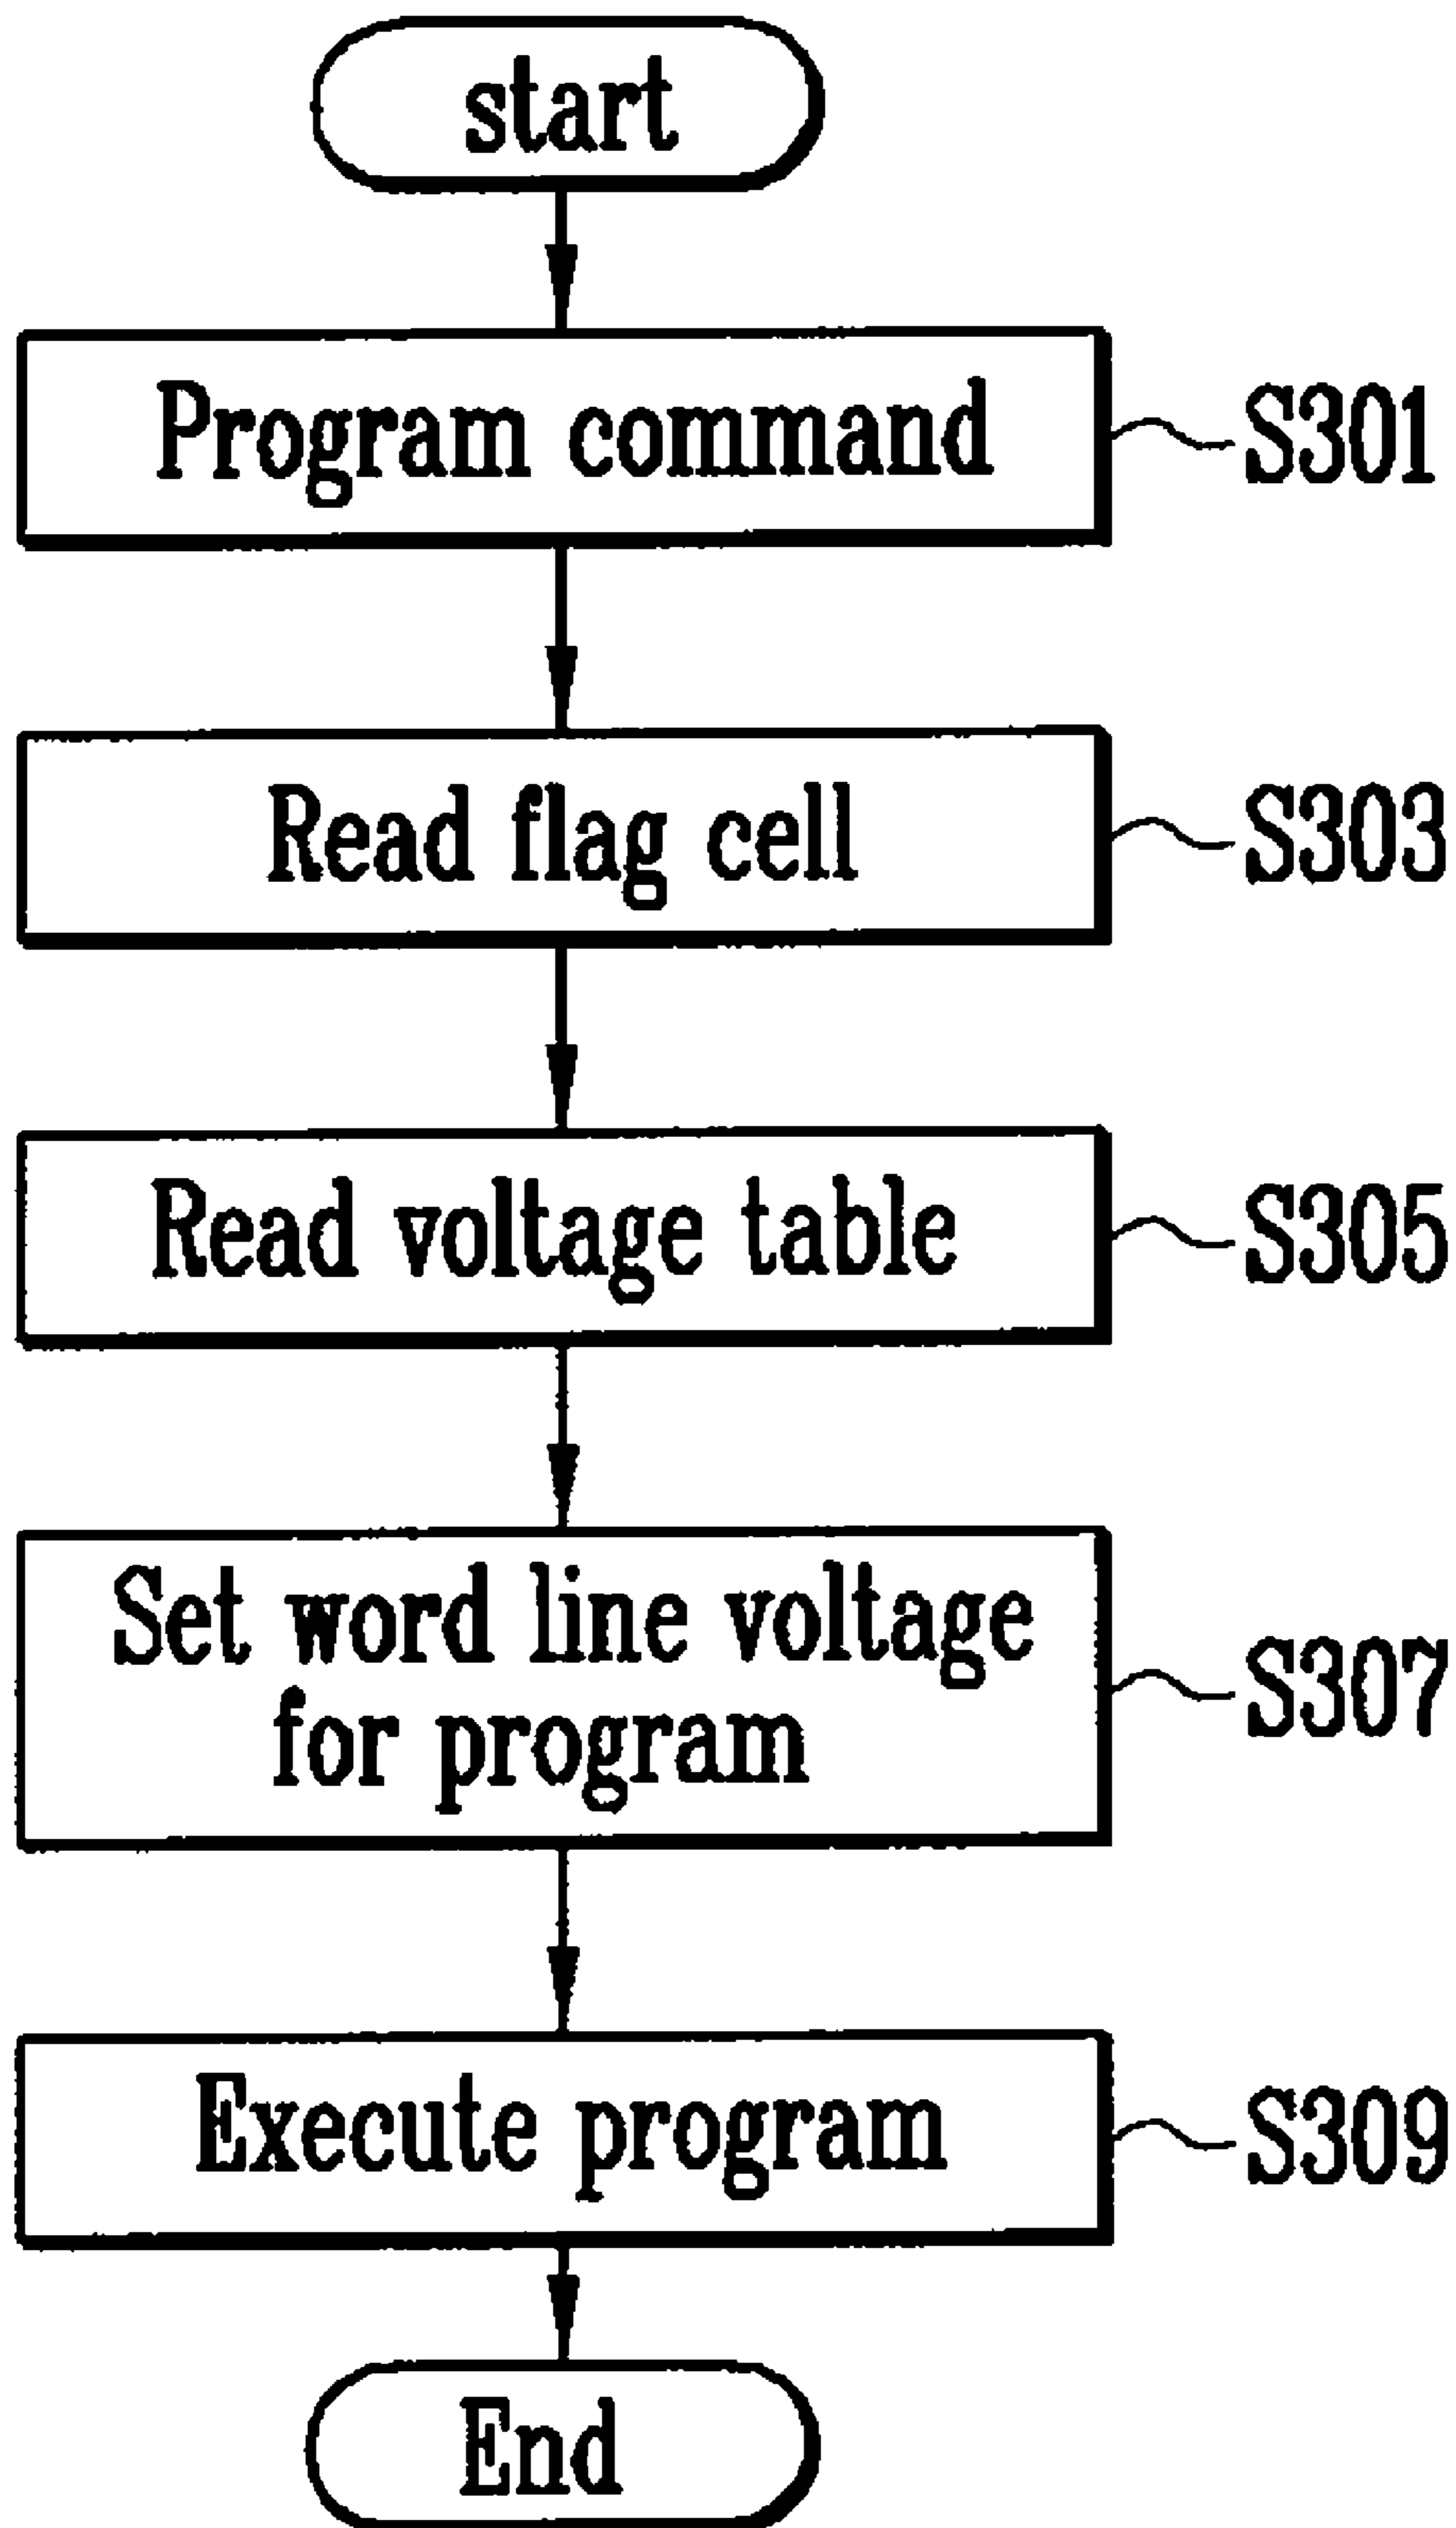 start
Program command
S301
Read flag cell
S303
Read voltage table
S305
Set word line voltage
for program
S307
Execute program
S309
End